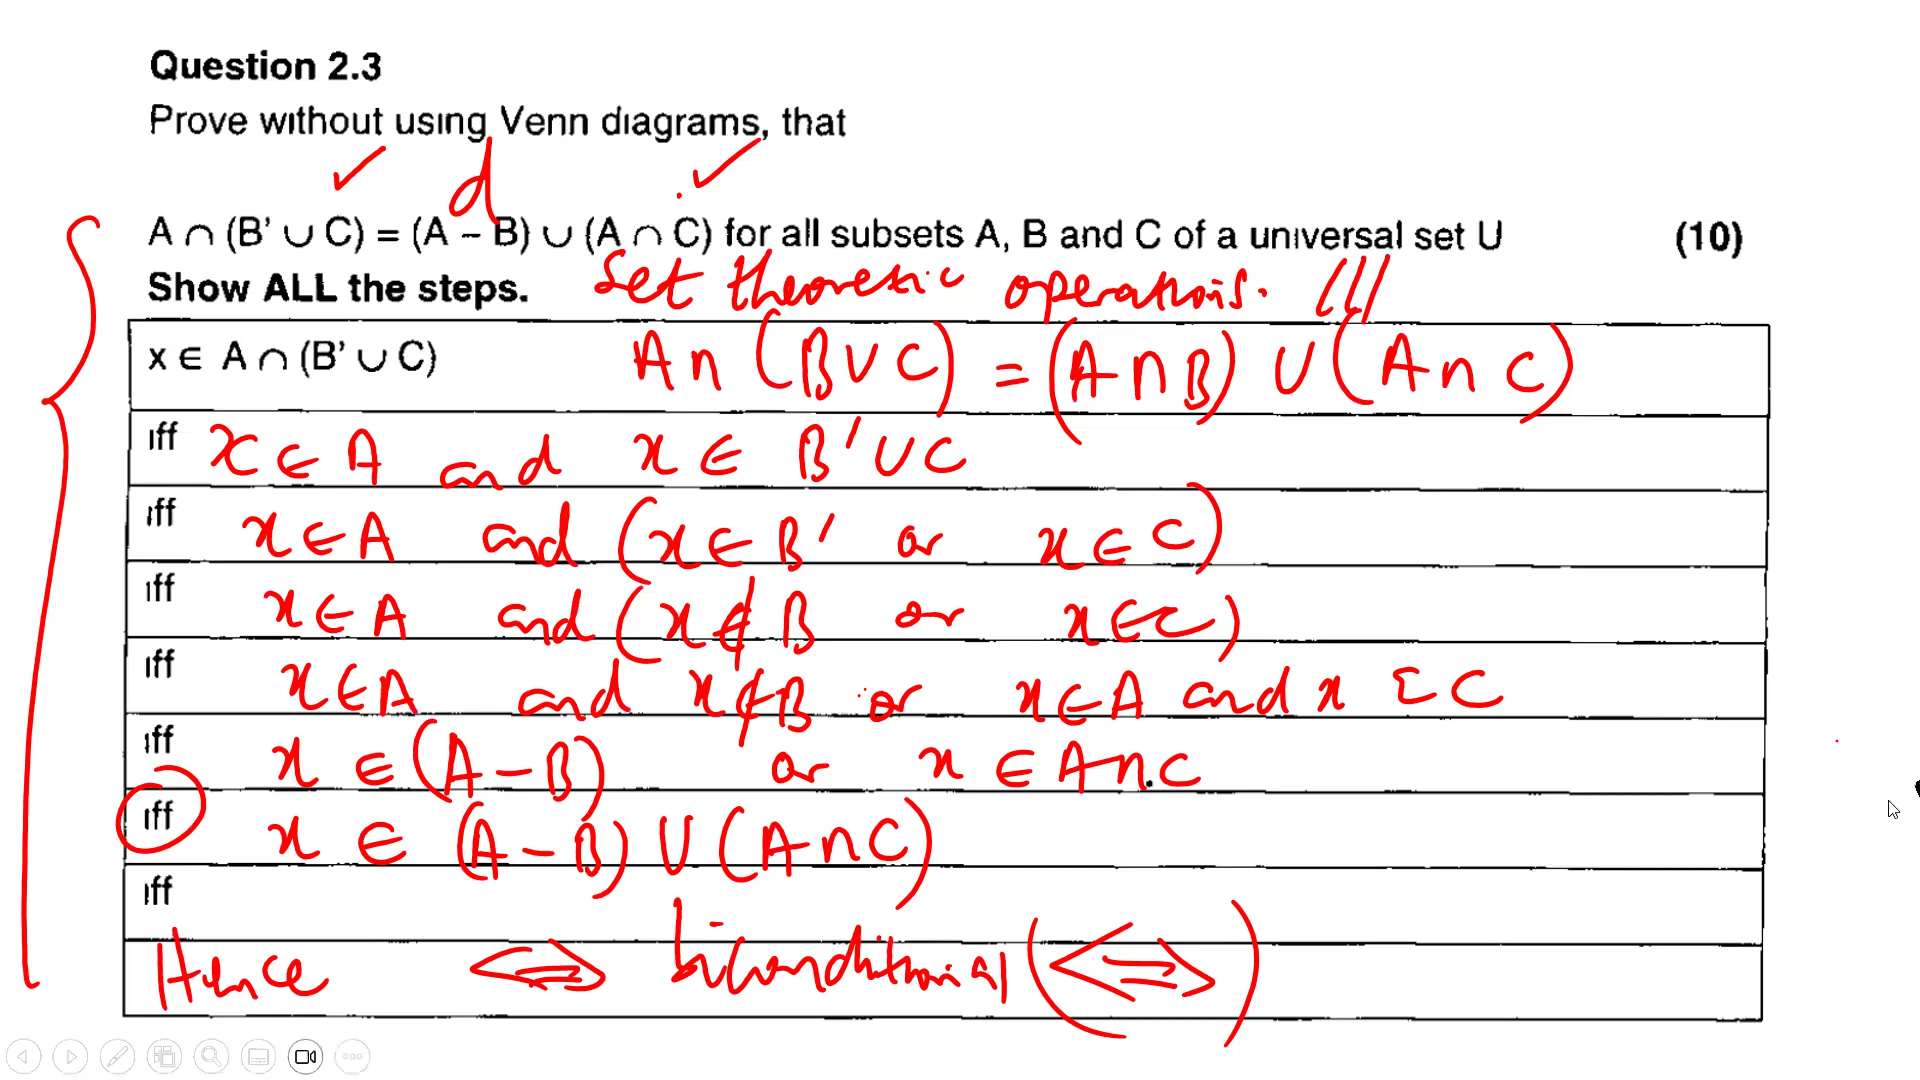 Question 2.3
Prove without using Venn diagrams, that
d
A ∩ (B' ∪ C) = (A – B) ∪ (A ∩ C) for all subsets A, B and C of a universal set U (10)
Show ALL the steps. Set theoretic operations.
x ∈ A ∩ (B' ∪ C) A ∩ (B ∪ C) = (A ∩ B) ∪ (A ∩ C)
iff x ∈ A and x ∈ B' ∪ C
iff x ∈ A and (x ∈ B' or x ∈ C)
iff x ∈ A and (x ∉ B or x ∈ C)
iff x ∈ A and x ∉ B or x ∈ A and x ∈ C
iff x ∈ (A – B) or x ∈ A ∩ C
iff x ∈ (A – B) ∪ (A ∩ C)
iff
Hence ⇔ biconditional (⇔)